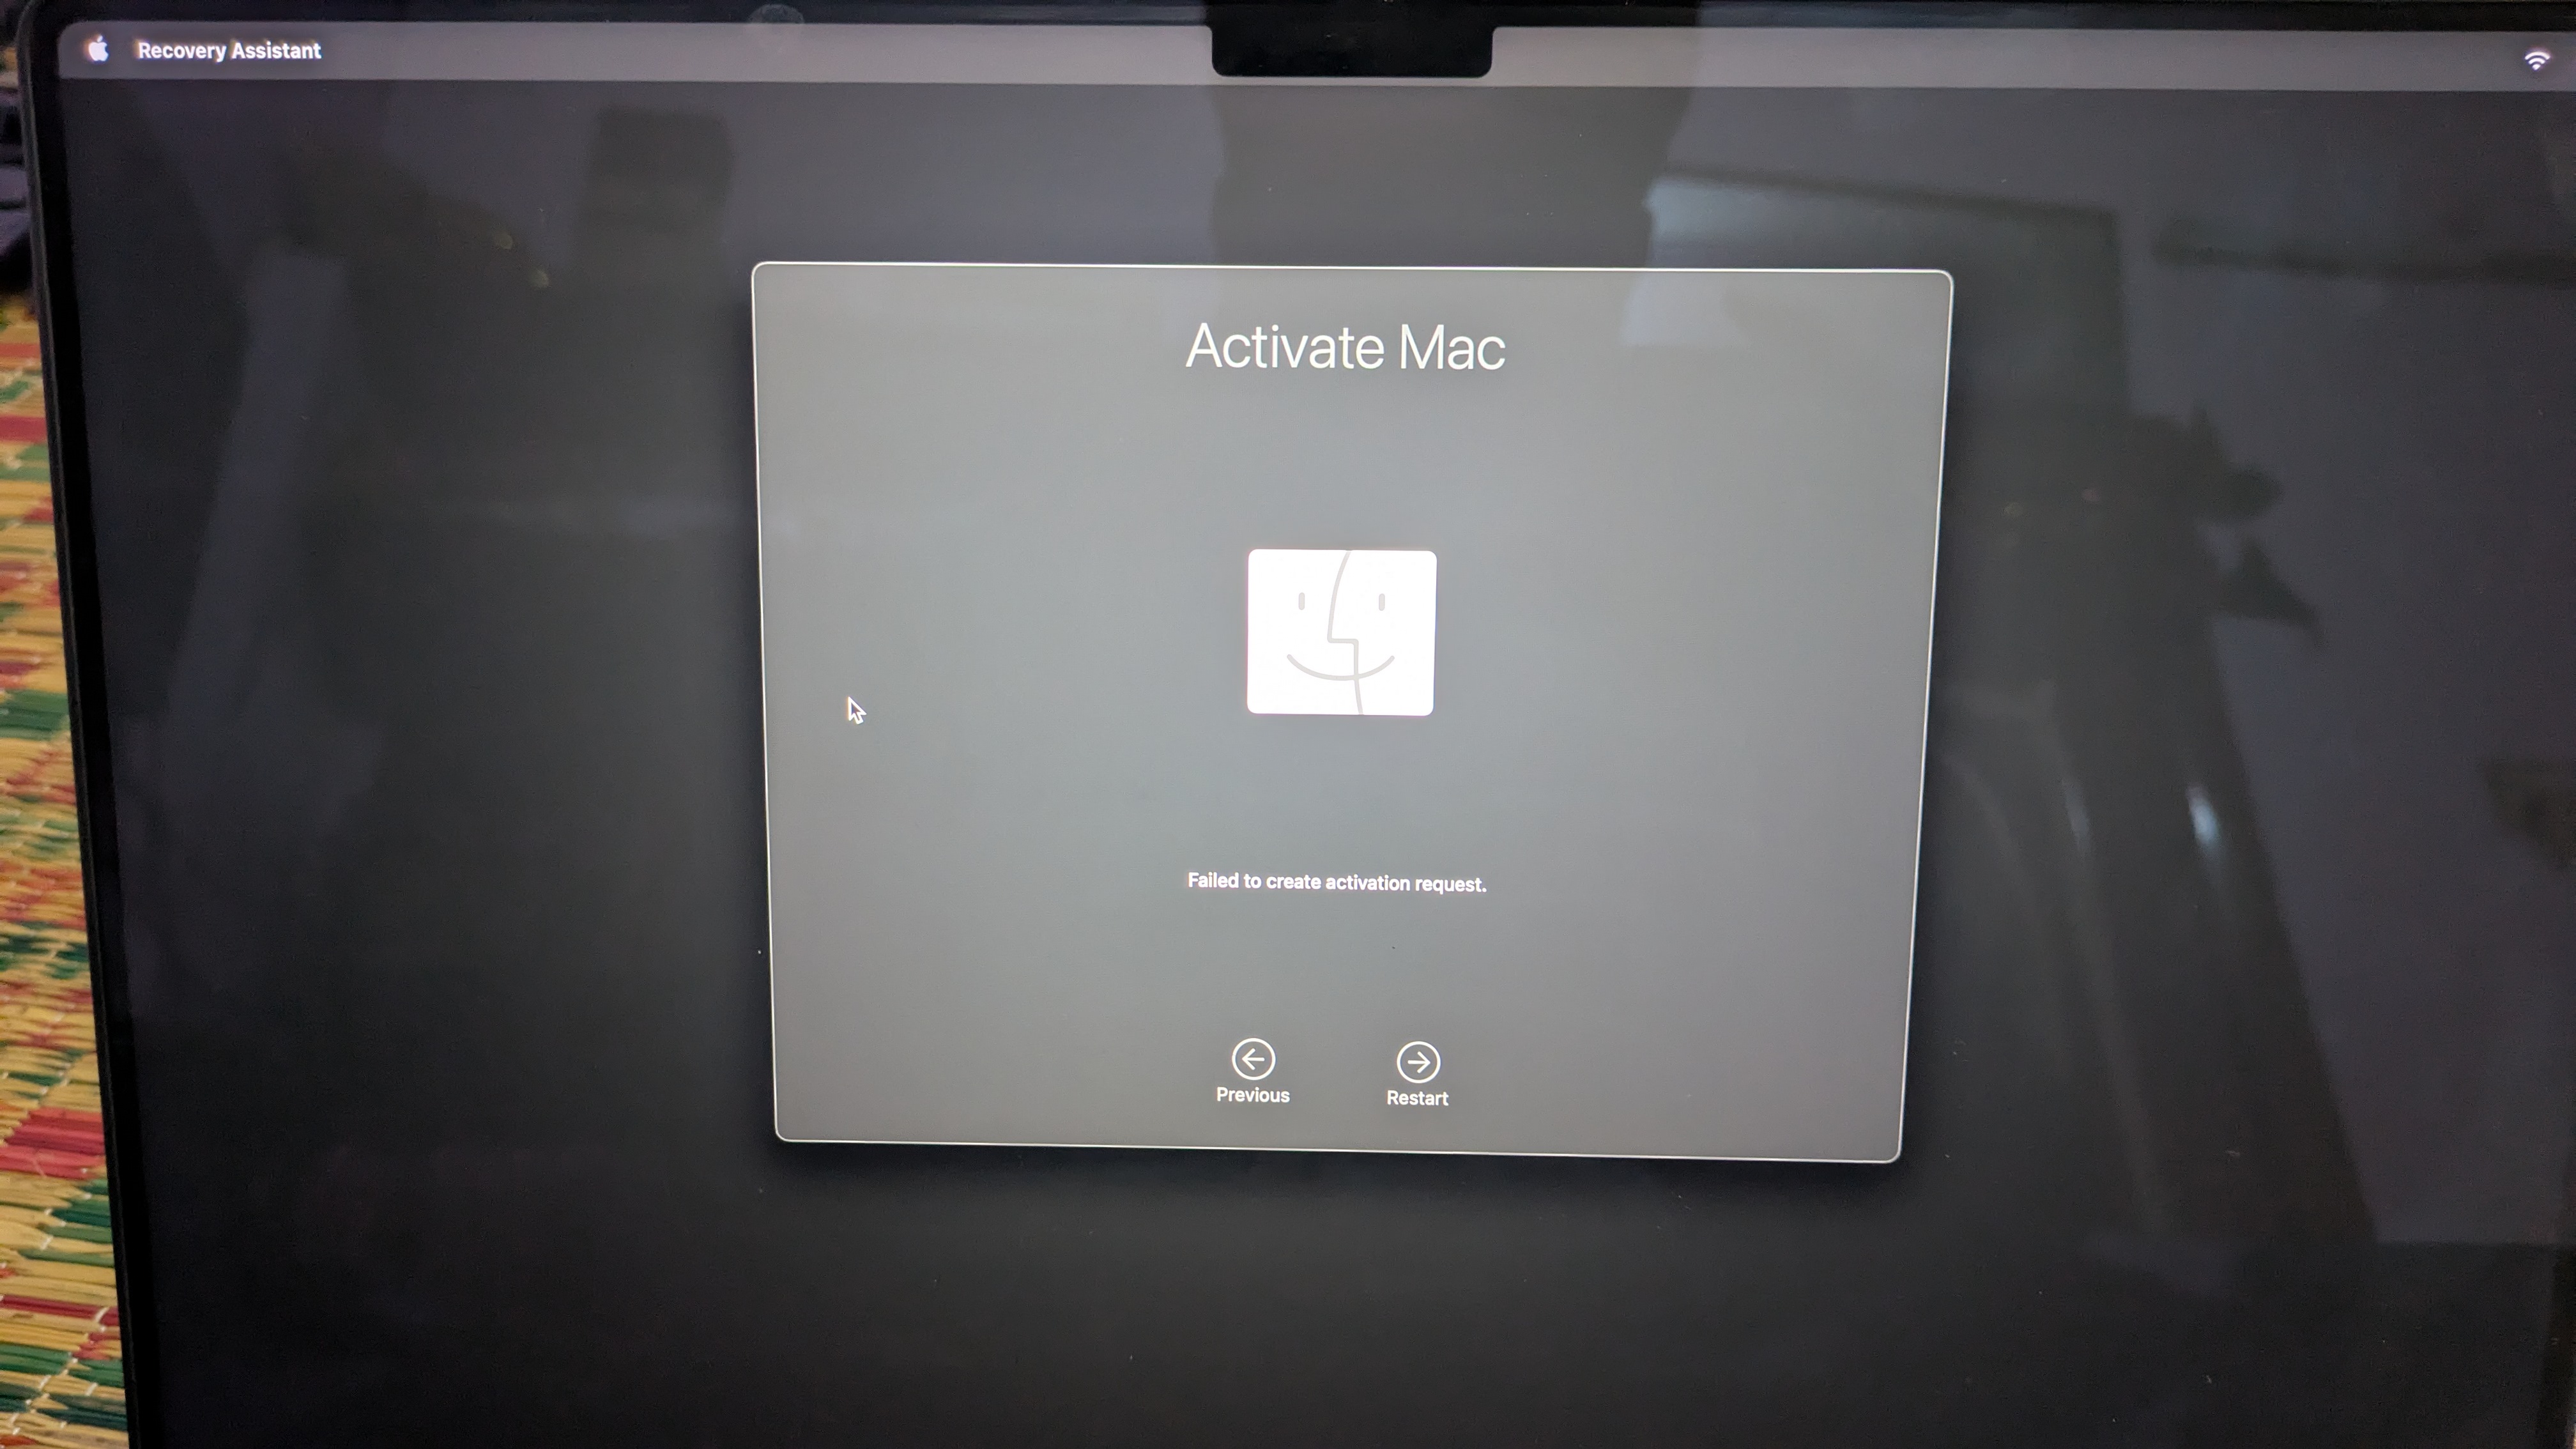 Recovery Assistant
Activate Mac
Failed to create activation request.
Previous
Restart